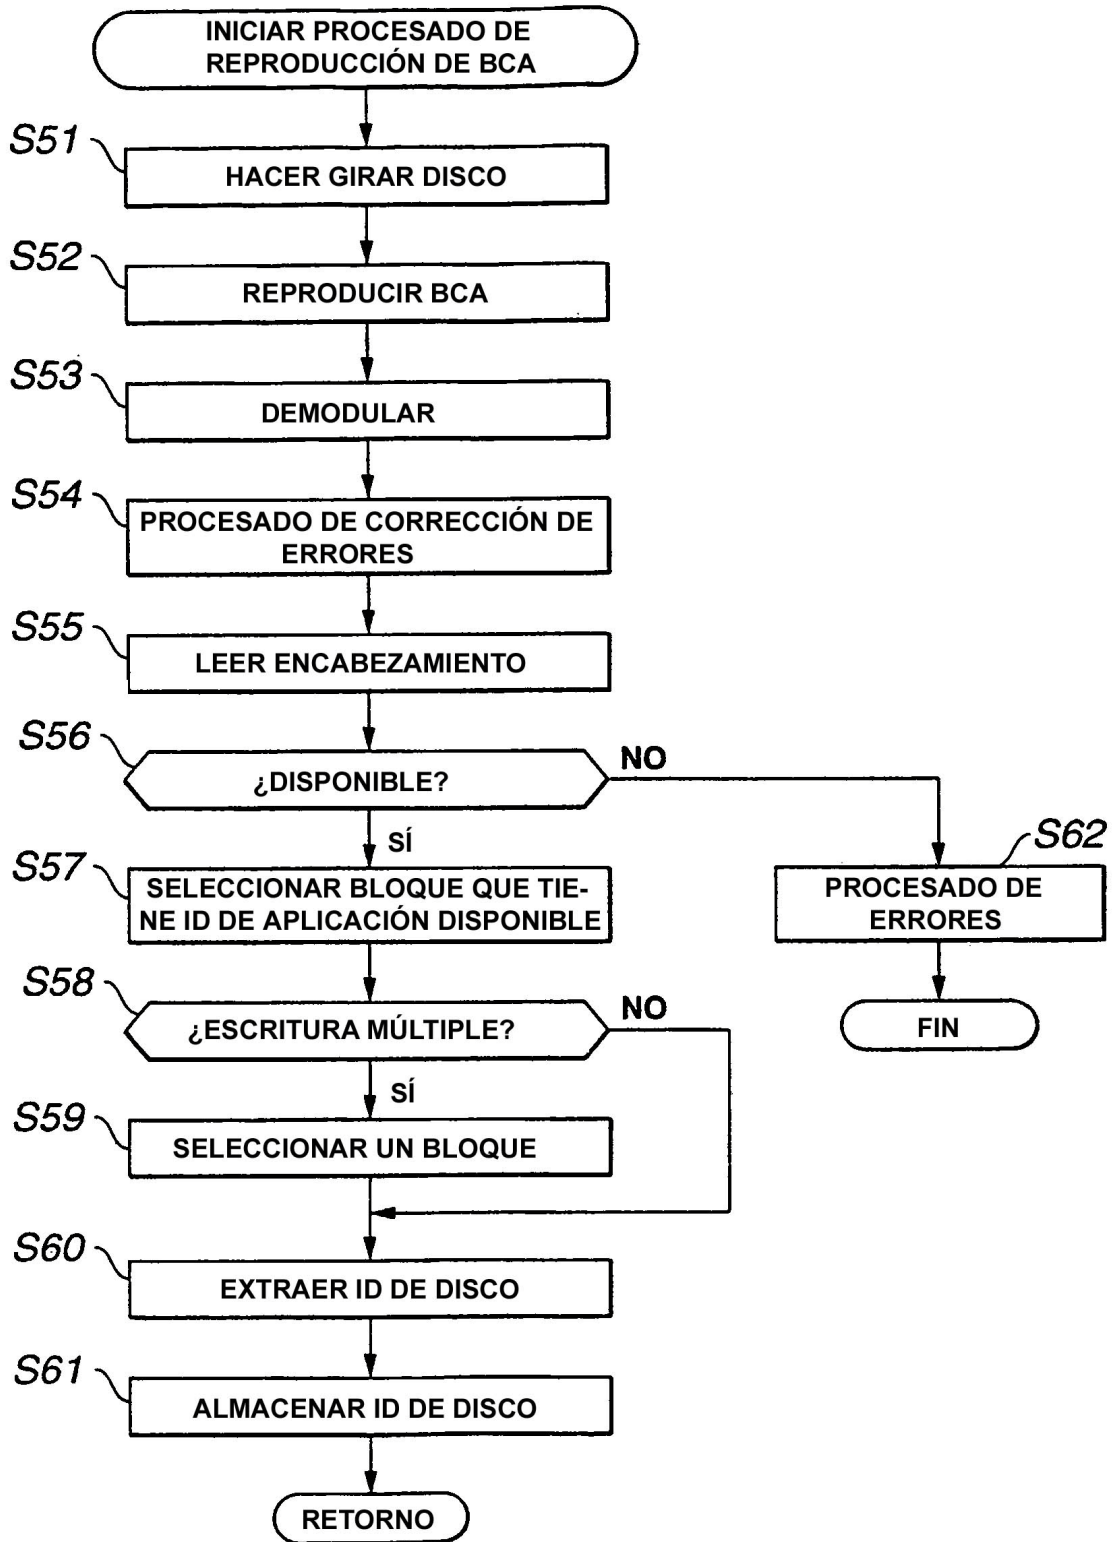 INICIAR PROCESADO DE
REPRODUCCIÓN DE BCA
S51
HACER GIRAR DISCO
S52
REPRODUCIR BCA
S53
DEMODULAR
S54
PROCESADO DE CORRECCIÓN DE
ERRORES
S55
LEER ENCABEZAMIENTO
S56
¿DISPONIBLE?
NO
SÍ
S57
SELECCIONAR BLOQUE QUE TIE-
NE ID DE APLICACIÓN DISPONIBLE
S62
PROCESADO DE
ERRORES
FIN
S58
¿ESCRITURA MÚLTIPLE?
NO
SÍ
S59
SELECCIONAR UN BLOQUE
S60
EXTRAER ID DE DISCO
S61
ALMACENAR ID DE DISCO
RETORNO